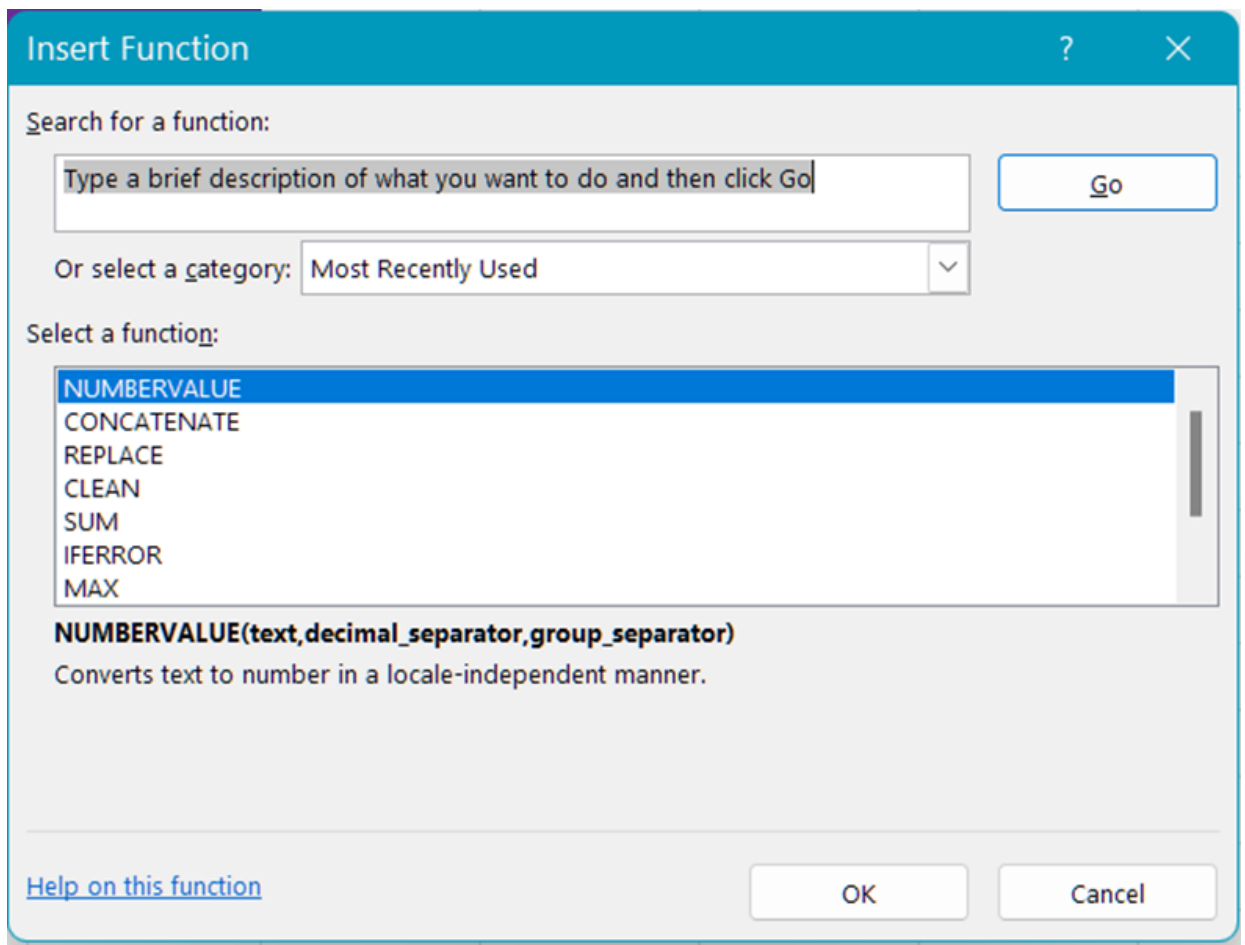 Insert Function
?
Search for a function:
Type a brief description of what you want to do and then click Go
Go
Or select a category: Most Recently Used
Select a function:
NUMBERVALUE
CONCATENATE
REPLACE
CLEAN
SUM
IFERROR
MAX
NUMBERVALUE(text,decimal_separator,group_separator)
Converts text to number in a locale-independent manner.
Help on this function
OK
Cancel